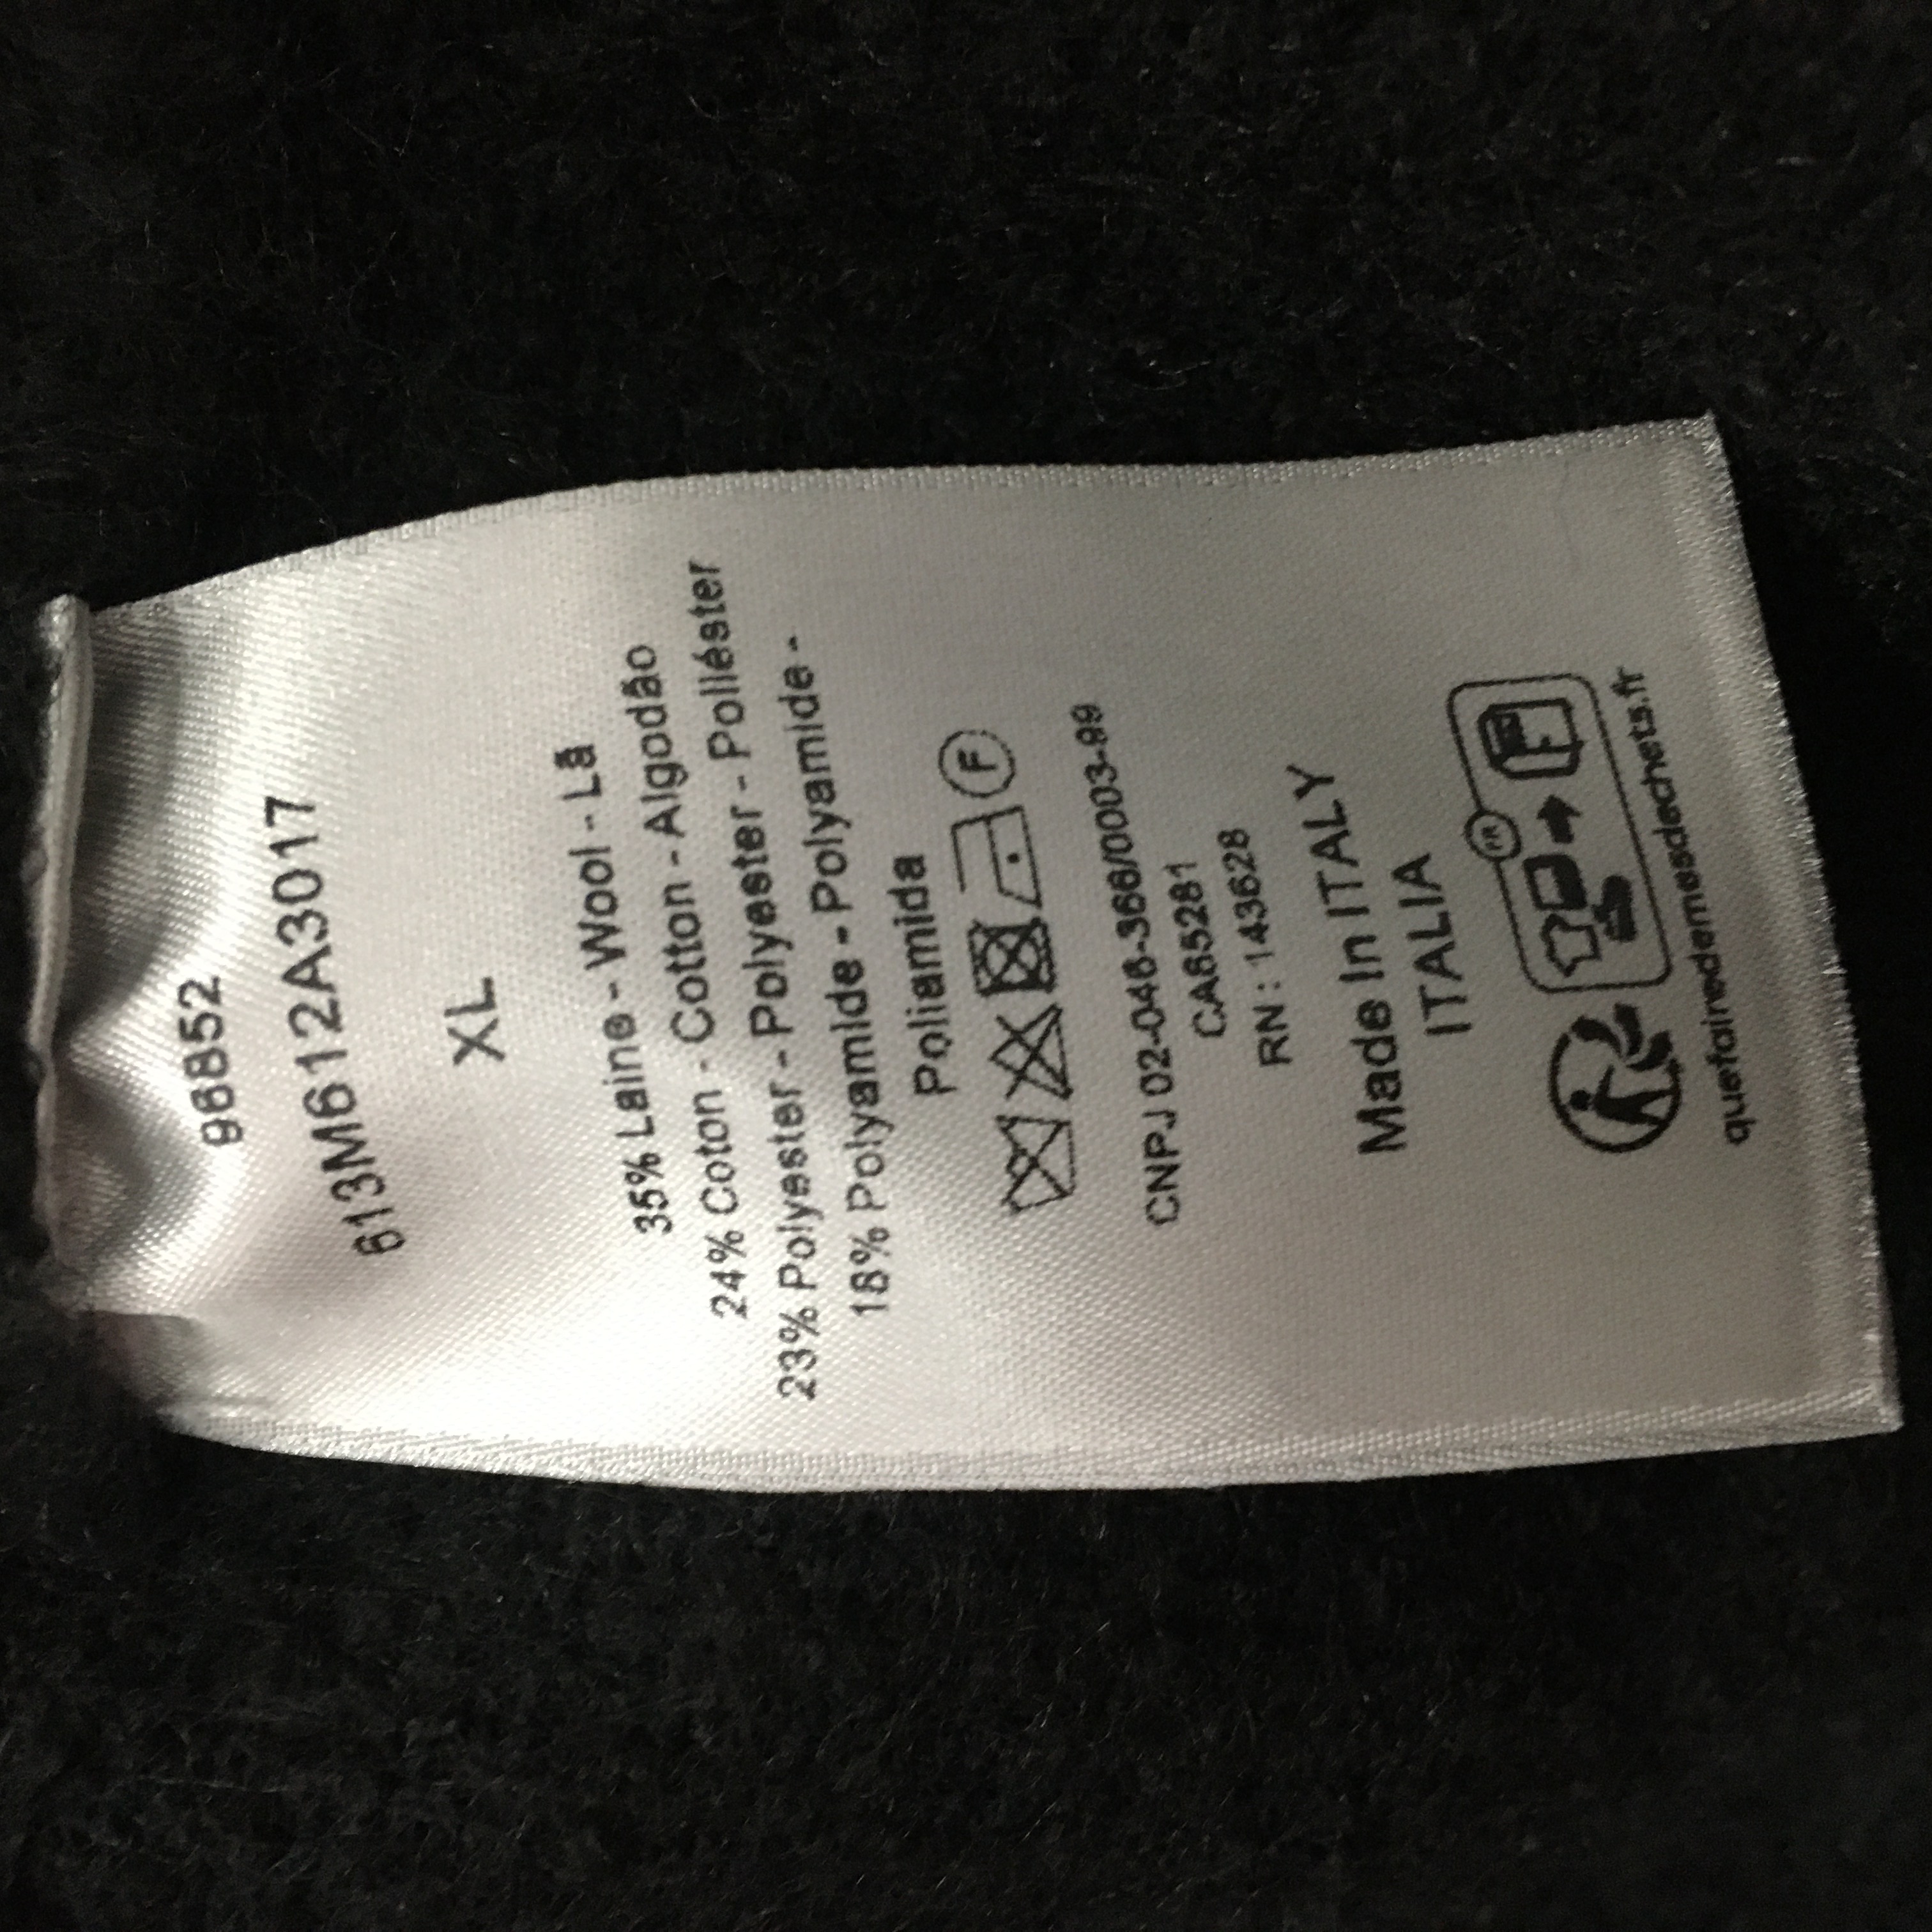 96852
613M612A3017
XL
35% Laine - Wool - Lã
24% Coton - Cotton - Algodão
23% Polyester - Polyester - Poliéster
18% Polyamide - Polyamide -
Poliamida
F
CNPJ 02-046-366/0003-99
CA65281
RN : 143628
Made In ITALY
ITALIA
FR
quefairedemesdechets.fr